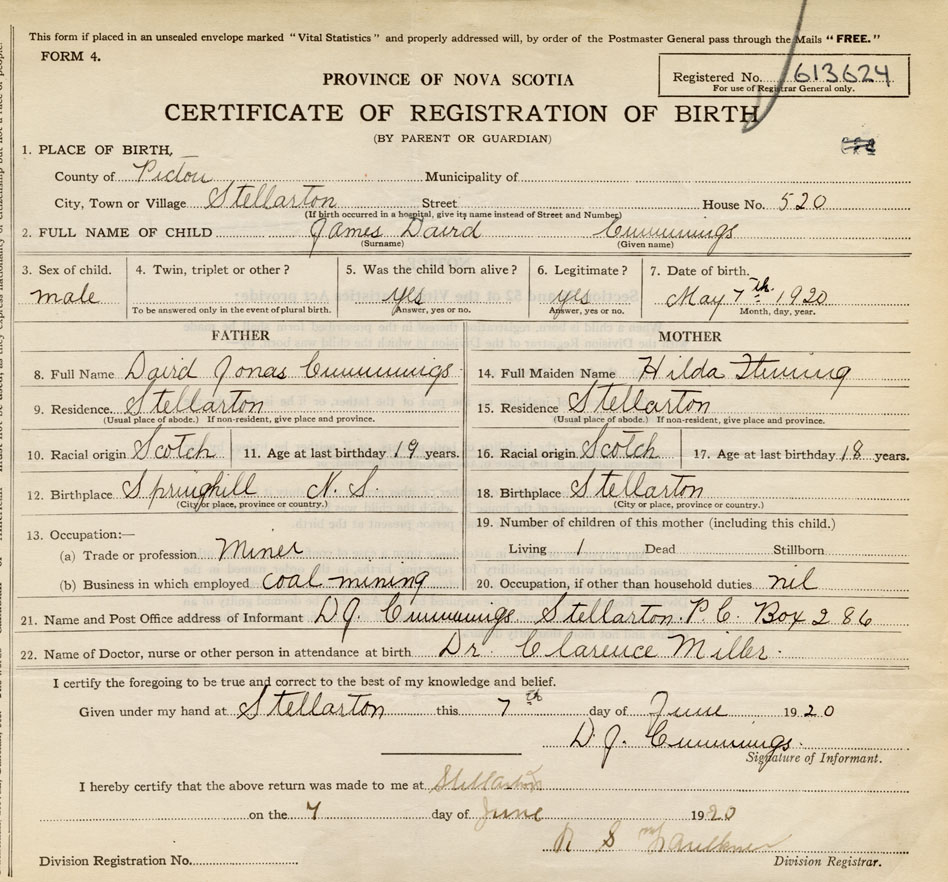 This form if placed in an unsealed envelope marked "Vital Statistics" and properly addressed will, by order of the Postmaster General pass through the Mails "FREE."
FORM 4.
PROVINCE OF NOVA SCOTIA
Registered No. 613624
For use of Registrar General only.
CERTIFICATE OF REGISTRATION OF BIRTH
(BY PARENT OR GUARDIAN)
1. PLACE OF BIRTH,
County of Pictou Municipality of
City, Town or Village Stellarton Street House No. 520
(If birth occurred in a hospital, give its name instead of Street and Number)
2. FULL NAME OF CHILD James Daird Cummings
(Surname) (Given name)
3. Sex of child. 4. Twin, triplet or other? 5. Was the child born alive? 6. Legitimate? 7. Date of birth.
male yes yes May 7th 1920
To be answered only in the event of plural birth. Answer, yes or no. Answer, yes or no. Month, day, year.
FATHER MOTHER
8. Full Name Daird Jonas Cummings 14. Full Maiden Name Hilda
9. Residence. Stellarton 15. Residence Stellarton
(Usual place of abode.) If non-resident, give place and province. (Usual place of abode.) If non-resident, give place and province.
10. Racial origin Scotch 11. Age at last birthday 19 years. 16. Racial origin Scotch 17. Age at last birthday 18 years.
12. Birthplace Springhill N. S. 18. Birthplace Stellarton
(City or place, province or country.) (City or place, province or country.)
13. Occupation:— 19. Number of children of this mother (including this child.)
(a) Trade or profession Miner Living 1 Dead Stillborn
(b) Business in which employed coal mining 20. Occupation, if other than household duties nil
21. Name and Post Office address of Informant D. J. Cummings Stellarton. P. C. Box 286
22. Name of Doctor, nurse or other person in attendance at birth Dr. Clarence Miller.
I certify the foregoing to be true and correct to the best of my knowledge and belief.
Given under my hand at Stellarton this 7th day of June 1920
D. J. Cummings.
Signature of Informant.
I hereby certify that the above return was made to me at Stellarton
on the 7 day of June 1920
R S McFaulkner
Division Registration No. Division Registrar.